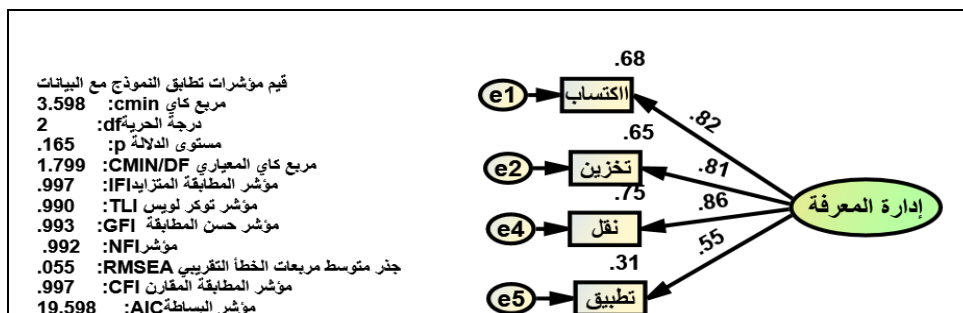 قيم مؤشرات تطابق النموذج مع البيانات
مربع كاي cmin: 3.598
درجة الحريةdf: 2
مستوى الدلالة p: .165
مربع كاي المعياري CMIN/DF: 1.799
مؤشر المطابقة المتزايدIFI: .997
مؤشر توكر لويس TLI: .990
مؤشر حسن المطابقة GFI: .993
مؤشرNFI: .992
جذر متوسط مربعات الخطأ التقريبي RMSEA: .055
مؤشر المطابقة المقارن CFI: .997
مؤشر البساطةAIC: 19.598
.68
e1
ااكتساب
.82
.65
e2
تخزين
.81
.75
e4
نقل
.86
.31
e5
تطبيق
.55
إدارة المعرفة